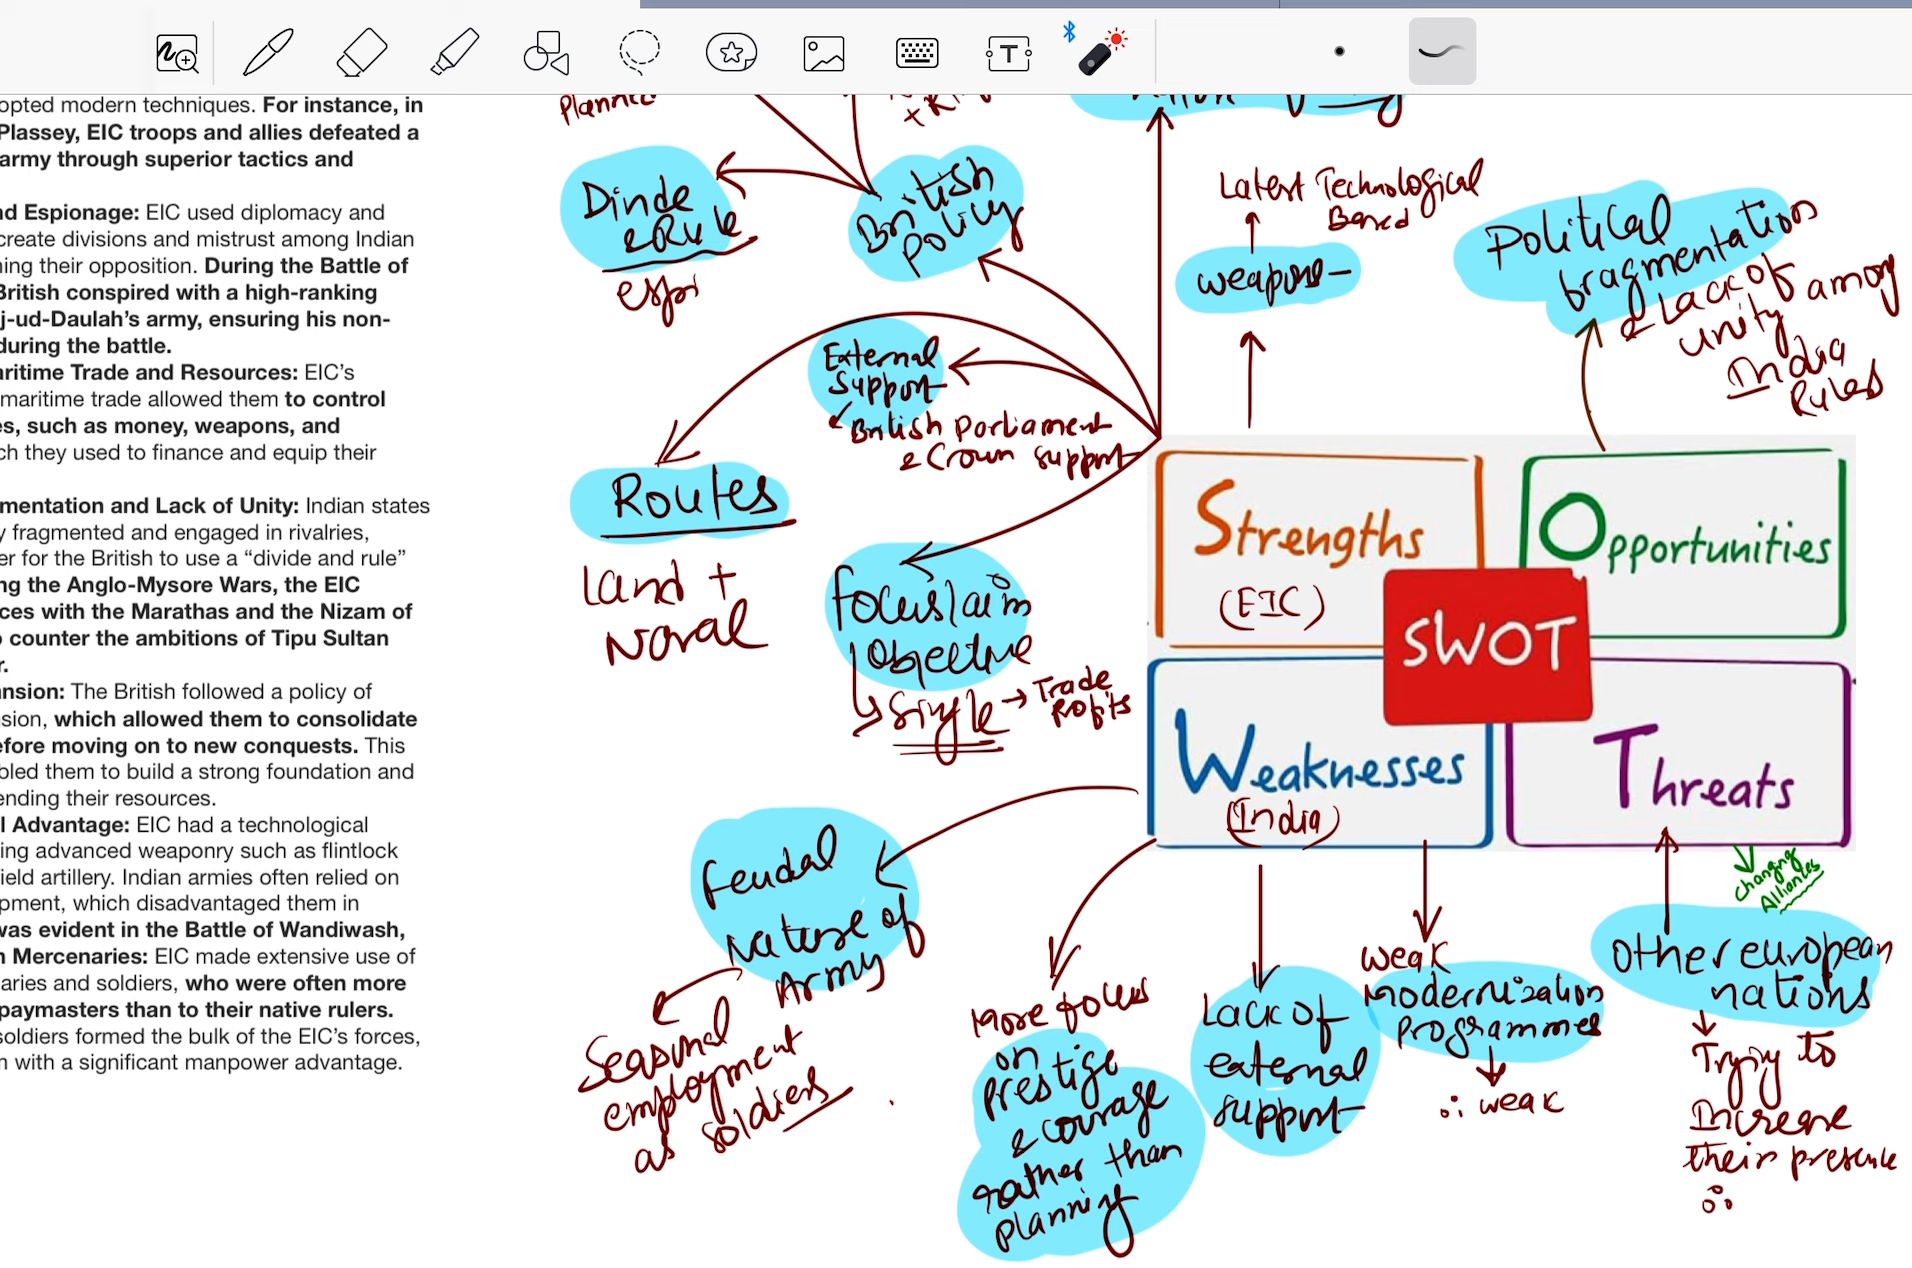 opted modern techniques. For instance, in
Plassey, EIC troops and allies defeated a
army through superior tactics and
nd Espionage: EIC used diplomacy and
create divisions and mistrust among Indian
ning their opposition. During the Battle of
British conspired with a high-ranking
j-ud-Daulah's army, ensuring his non-
during the battle.
aritime Trade and Resources: EIC's
maritime trade allowed them to control
es, such as money, weapons, and
ch they used to finance and equip their
mentation and Lack of Unity: Indian states
y fragmented and engaged in rivalries,
er for the British to use a “divide and rule”
ng the Anglo-Mysore Wars, the EIC
ces with the Marathas and the Nizam of
o counter the ambitions of Tipu Sultan
r.
ansion: The British followed a policy of
sion, which allowed them to consolidate
efore moving on to new conquests. This
bled them to build a strong foundation and
ending their resources.
l Advantage: EIC had a technological
ing advanced weaponry such as flintlock
ield artillery. Indian armies often relied on
pment, which disadvantaged them in
was evident in the Battle of Wandiwash,
n Mercenaries: EIC made extensive use of
aries and soldiers, who were often more
paymasters than to their native rulers.
soldiers formed the bulk of the EIC's forces,
m with a significant manpower advantage.
Planned
Divide
& Rule
espi
British
Policy
Latest Technological
Based
weapons
Political
fragmentation
& Lack of
unity among
India
Rules
External
Support
British Parliament
& Crown support
Routes
Land +
Naval
focus/aim
objective
Single → Trade
Profits
Strengths
(EIC)
Opportunities
SWOT
Weaknesses
(India)
Threats
changing
Alliances
Feudal
Nature of
Army
Seasonal
employment
as soldiers
More focus
on
prestige
& courage
rather than
planning
Lack of
external
support
weak
Modernization
programmes
∴ weak
Other european
nations
Trying to
Increase
their presence
∴